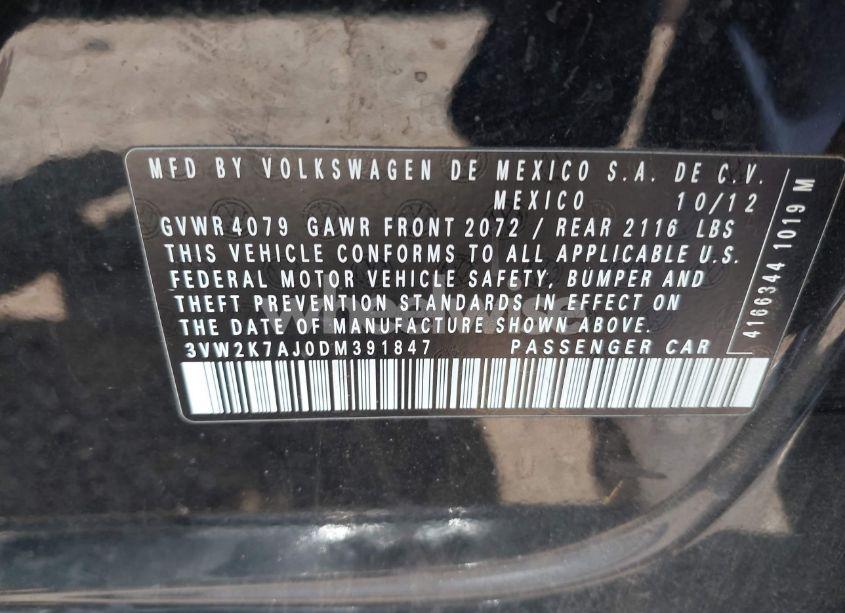 MFD BY VOLKSWAGEN DE MEXICO S.A. DE C.V.
MEXICO 10/12
GVWR 4079 GAWR FRONT 2072 / REAR 2116 LBS
THIS VEHICLE CONFORMS TO ALL APPLICABLE U.S.
FEDERAL MOTOR VEHICLE SAFETY, BUMPER AND
THEFT PREVENTION STANDARDS IN EFFECT ON
THE DATE OF MANUFACTURE SHOWN ABOVE.
3VW2K7AJ0DM391847 PASSENGER CAR
4166344 1019 M